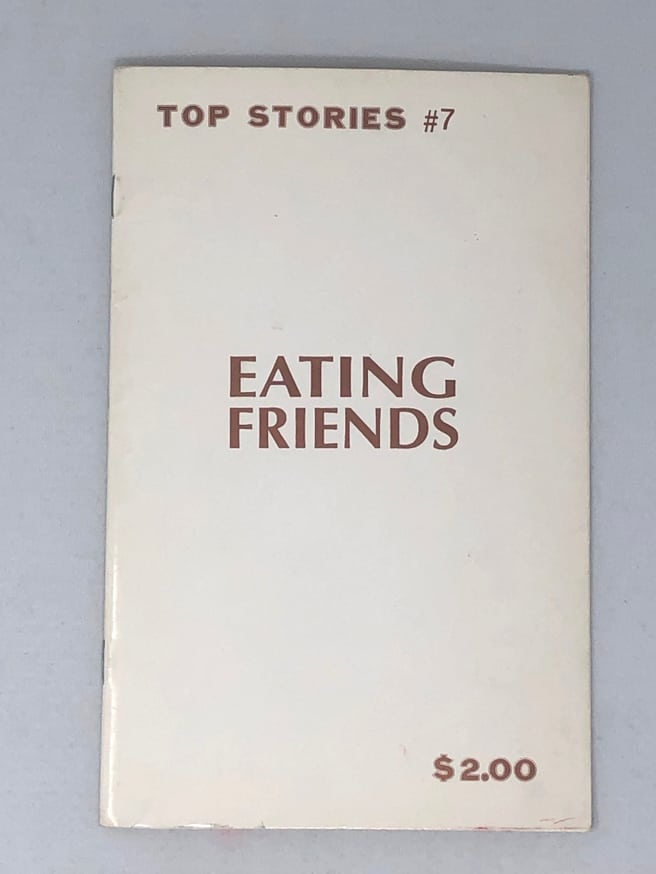 TOP STORIES #7
EATING
FRIENDS
$2.00